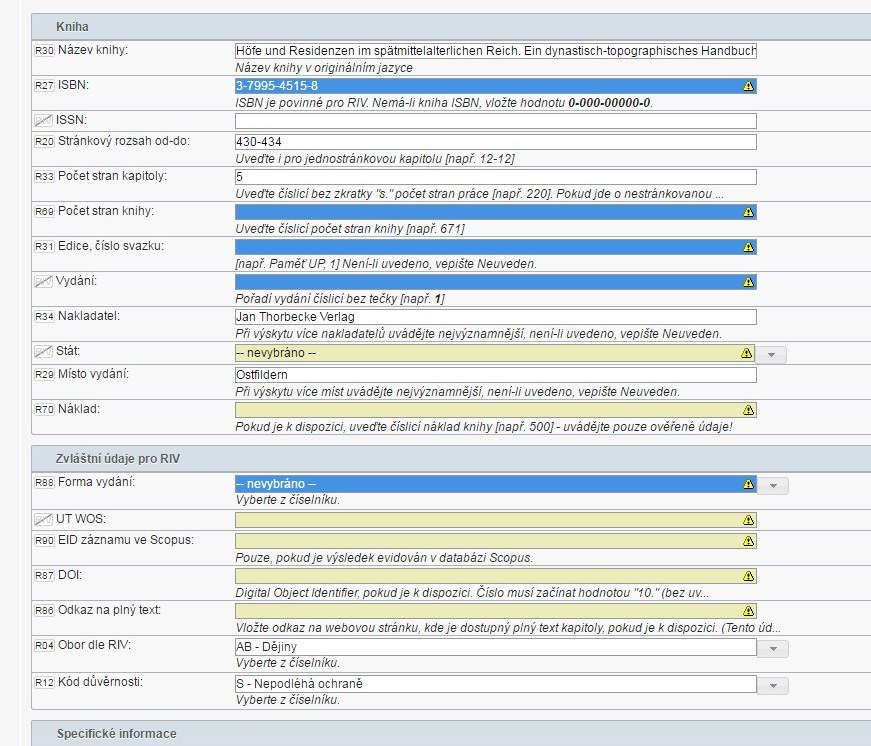 Kniha
R30 Název knihy: Höfe und Residenzen im spätmittelalterlichen Reich. Ein dynastisch-topographisches Handbuch
Název knihy v originálním jazyce
R27 ISBN: 3-7995-4515-8
ISBN je povinné pro RIV. Nemá-li kniha ISBN, vložte hodnotu 0-000-00000-0.
ISSN:
R20 Stránkový rozsah od-do: 430-434
Uveďte i pro jednostránkovou kapitolu [např. 12-12]
R33 Počet stran kapitoly: 5
Uveďte číslicí bez zkratky "s." počet stran práce [např. 220]. Pokud jde o nestránkovanou ...
R69 Počet stran knihy:
Uveďte číslicí počet stran knihy [např. 671]
R31 Edice, číslo svazku:
[např. Paměť UP, 1] Není-li uvedeno, vepište Neuveden.
Vydání:
Pořadí vydání číslicí bez tečky [např. 1]
R34 Nakladatel: Jan Thorbecke Verlag
Při výskytu více nakladatelů uvádějte nejvýznamnější, není-li uvedeno, vepište Neuveden.
Stát: -- nevybráno --
R29 Místo vydání: Ostfildern
Při výskytu více míst uvádějte nejvýznamnější, není-li uvedeno, vepište Neuveden.
R70 Náklad:
Pokud je k dispozici, uveďte číslicí náklad knihy [např. 500] - uvádějte pouze ověřené údaje!
Zvláštní údaje pro RIV
R88 Forma vydání: -- nevybráno --
Vyberte z číselníku.
UT WOS:
R90 EID záznamu ve Scopus:
Pouze, pokud je výsledek evidován v databázi Scopus.
R87 DOI:
Digital Object Identifier, pokud je k dispozici. Číslo musí začínat hodnotou "10." (bez uv...
R86 Odkaz na plný text:
Vložte odkaz na webovou stránku, kde je dostupný plný text kapitoly, pokud je k dispozici. (Tento úd...
R04 Obor dle RIV: AB - Dějiny
Vyberte z číselníku.
R12 Kód důvěrnosti: S - Nepodléhá ochraně
Vyberte z číselníku.
Specifické informace